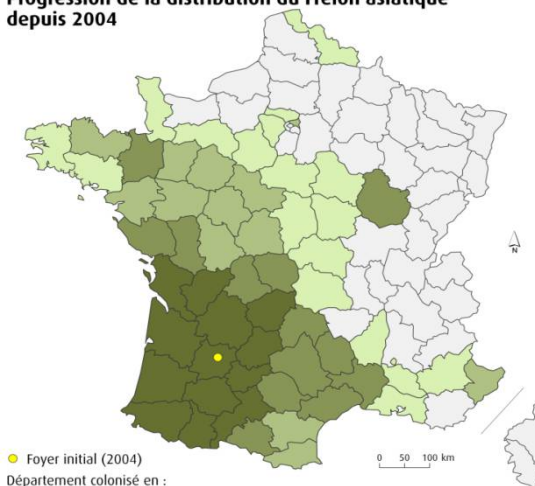 Progression de la distribution du frelon asiatique
depuis 2004
N
Foyer initial (2004)
0 50 100 km
Département colonisé en :